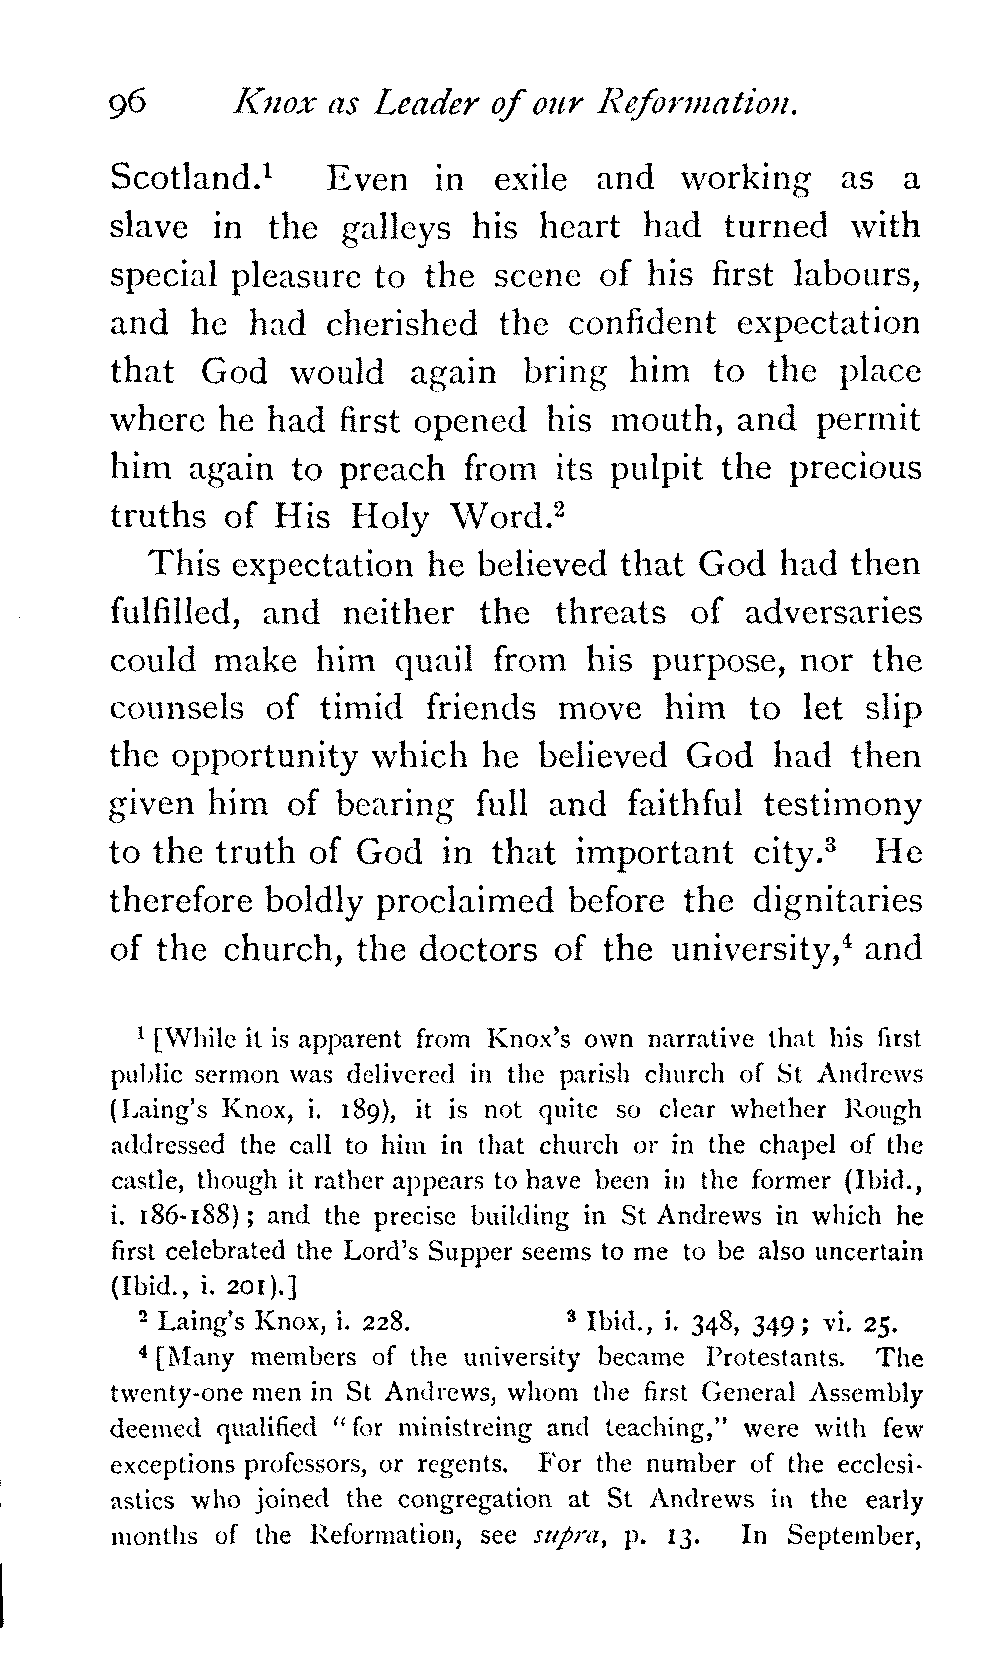 96 Knox as Leader of our Reformation.
Scotland.¹ Even in exile and working as a
slave in the galleys his heart had turned with
special pleasure to the scene of his first labours,
and he had cherished the confident expectation
that God would again bring him to the place
where he had first opened his mouth, and permit
him again to preach from its pulpit the precious
truths of His Holy Word.²
This expectation he believed that God had then
fulfilled, and neither the threats of adversaries
could make him quail from his purpose, nor the
counsels of timid friends move him to let slip
the opportunity which he believed God had then
given him of bearing full and faithful testimony
to the truth of God in that important city.³ He
therefore boldly proclaimed before the dignitaries
of the church, the doctors of the university,⁴ and
¹ [While it is apparent from Knox's own narrative that his first
public sermon was delivered in the parish church of St Andrews
(Laing's Knox, i. 189), it is not quite so clear whether Rough
addressed the call to him in that church or in the chapel of the
castle, though it rather appears to have been in the former (Ibid.,
i. 186-188); and the precise building in St Andrews in which he
first celebrated the Lord's Supper seems to me to be also uncertain
(Ibid., i. 201).]
² Laing's Knox, i. 228. ³ Ibid., i. 348, 349; vi. 25.
⁴ [Many members of the university became Protestants. The
twenty-one men in St Andrews, whom the first General Assembly
deemed qualified "for ministreing and teaching," were with few
exceptions professors, or regents. For the number of the ecclesi-
astics who joined the congregation at St Andrews in the early
months of the Reformation, see supra, p. 13. In September,